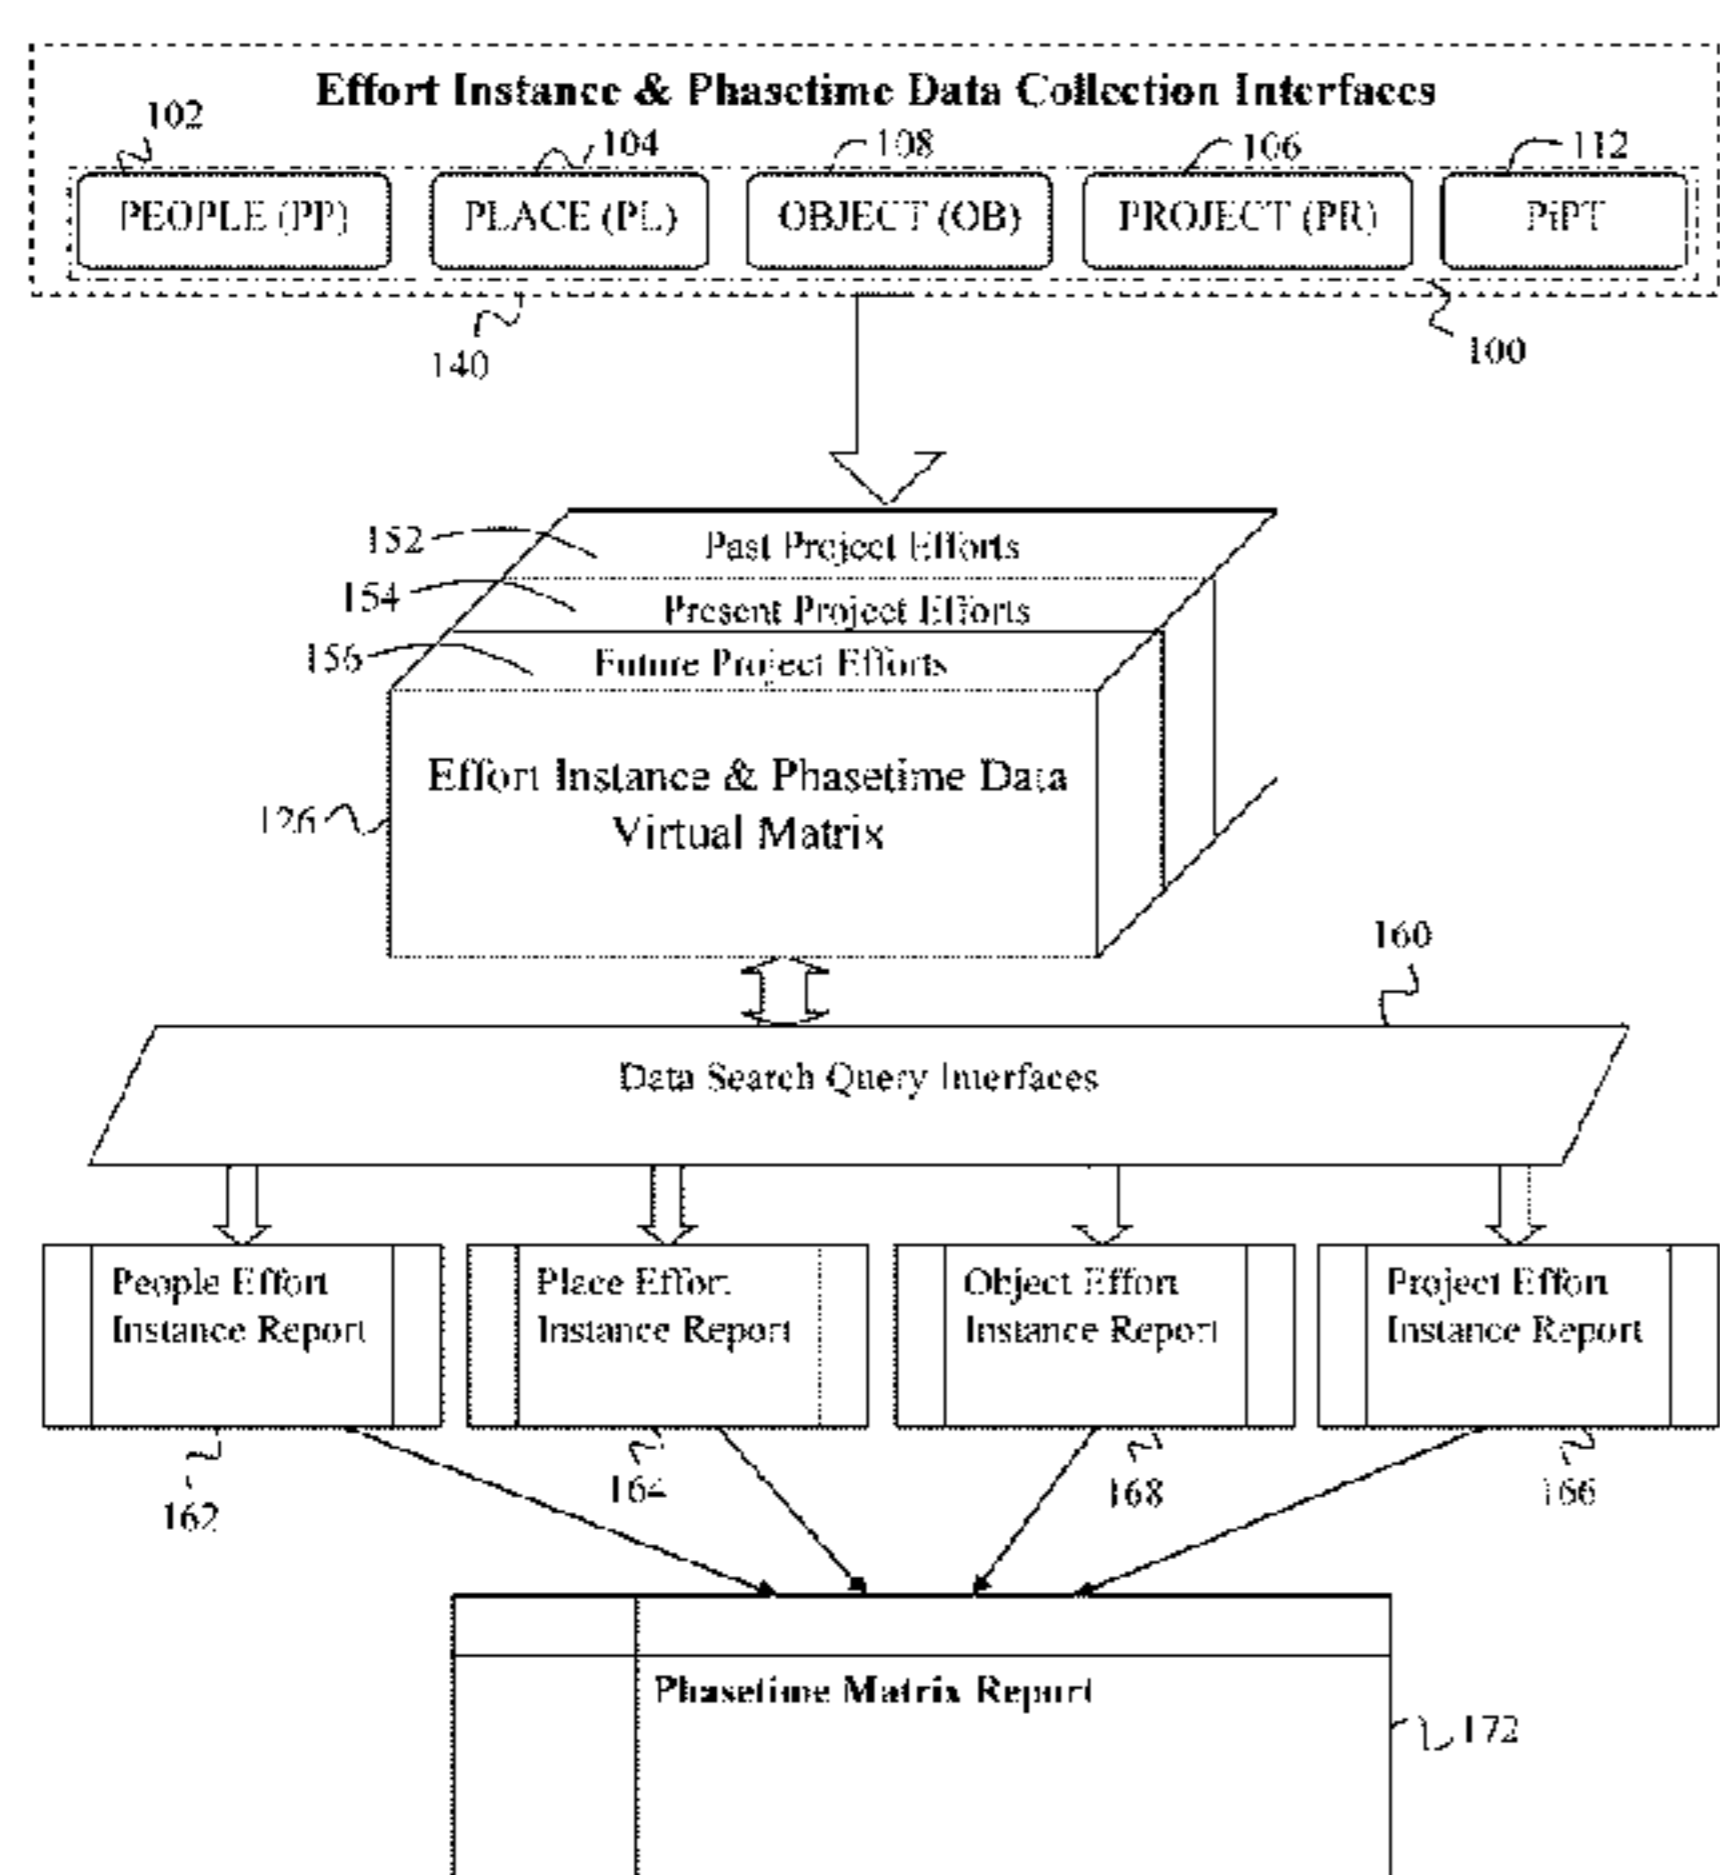 Effort Instance & Phasetime Data Collection Interfaces
102
104
108
106
112
PEOPLE (PP)
PLACE (PL)
OBJECT (OB)
PROJECT (PR)
PtPT
140
100
152
Past Project Efforts
154
Present Project Efforts
156
Future Project Efforts
Effort Instance & Phasetime Data
Virtual Matrix
126
160
Data Search Query Interfaces
People Effort
Instance Report
Place Effort
Instance Report
Object Effort
Instance Report
Project Effort
Instance Report
162
164
168
166
Phasetime Matrix Report
172